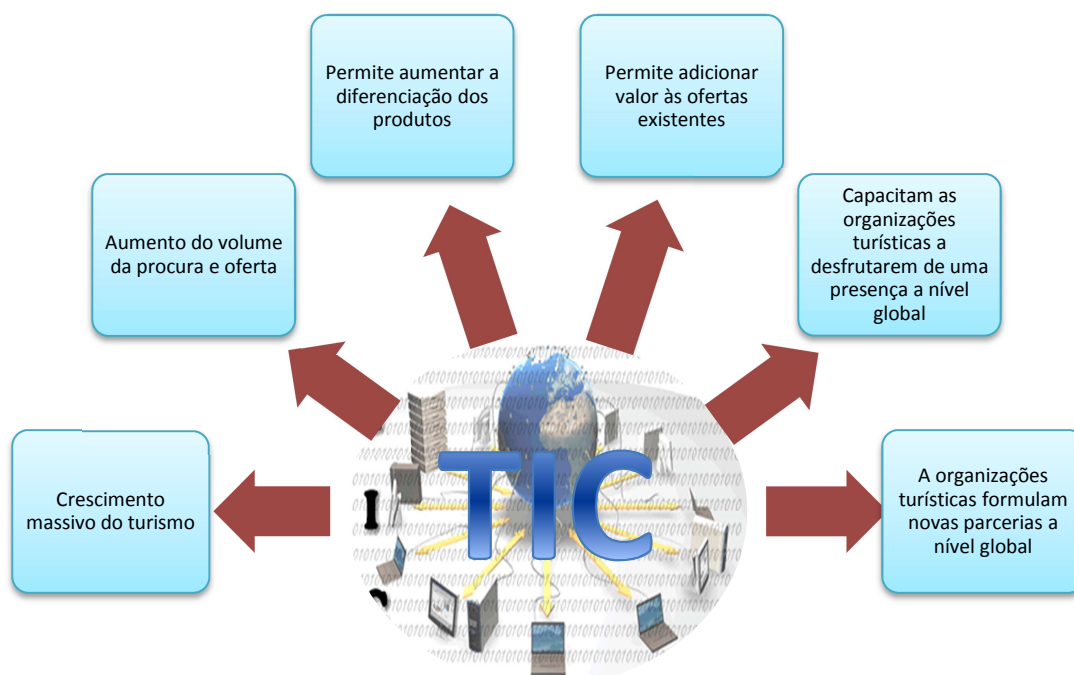 Permite aumentar a
diferenciação dos
produtos
Permite adicionar
valor às ofertas
existentes
Aumento do volume
da procura e oferta
Capacitam as
organizações
turísticas a
desfrutarem de uma
presença a nível
global
Crescimento
massivo do turismo
TIC
A organizações
turísticas formulam
novas parcerias a
nível global